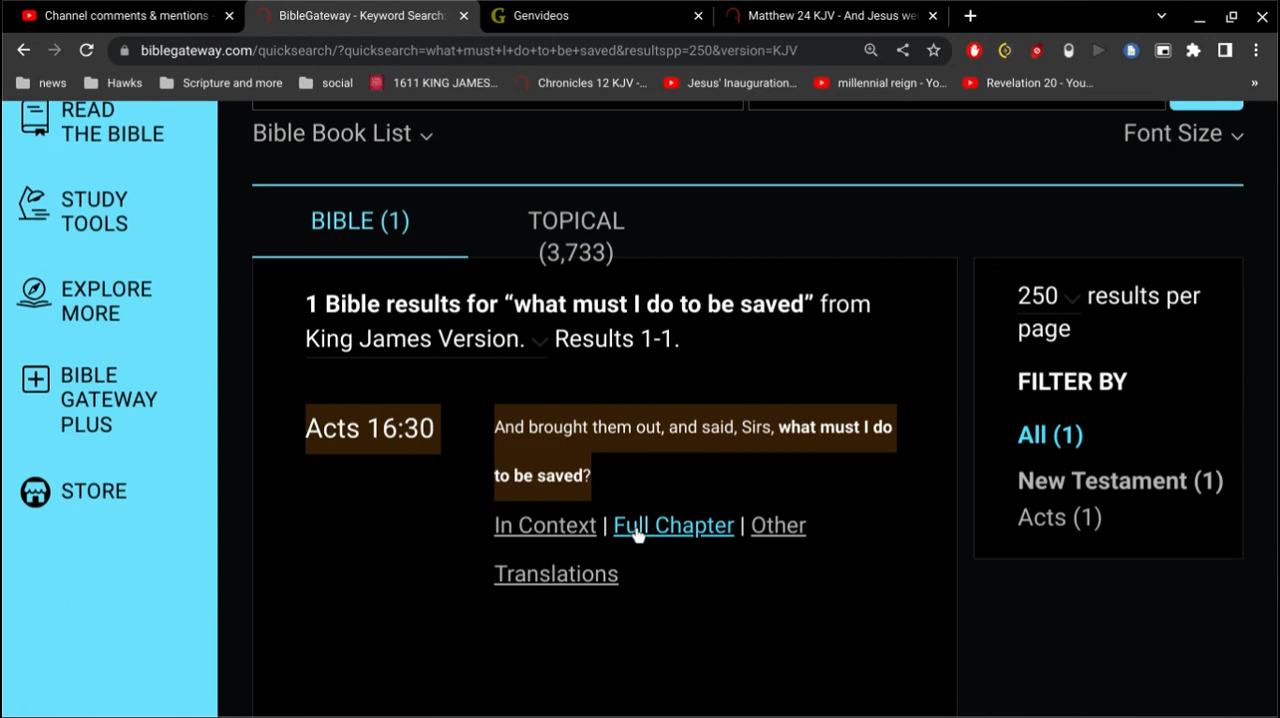 Channel comments & mentions -
BibleGateway - Keyword Search:
Genvideos
Matthew 24 KJV - And Jesus we
biblegateway.com/quicksearch/?quicksearch=what+must+I+do+to+be+saved&resultspp=250&version=KJV
news
Hawks
Scripture and more
social
1611 KING JAMES...
Chronicles 12 KJV -...
Jesus' Inauguration...
millennial reign - Yo...
Revelation 20 - You...
»
READ
THE BIBLE
STUDY
TOOLS
EXPLORE
MORE
BIBLE
GATEWAY
PLUS
STORE
Bible Book List
Font Size
BIBLE (1)
TOPICAL
(3,733)
1 Bible results for “what must I do to be saved” from
King James Version. Results 1-1.
Acts 16:30
And brought them out, and said, Sirs, what must I do
to be saved?
In Context | Full Chapter | Other
Translations
250 results per
page
FILTER BY
All (1)
New Testament (1)
Acts (1)